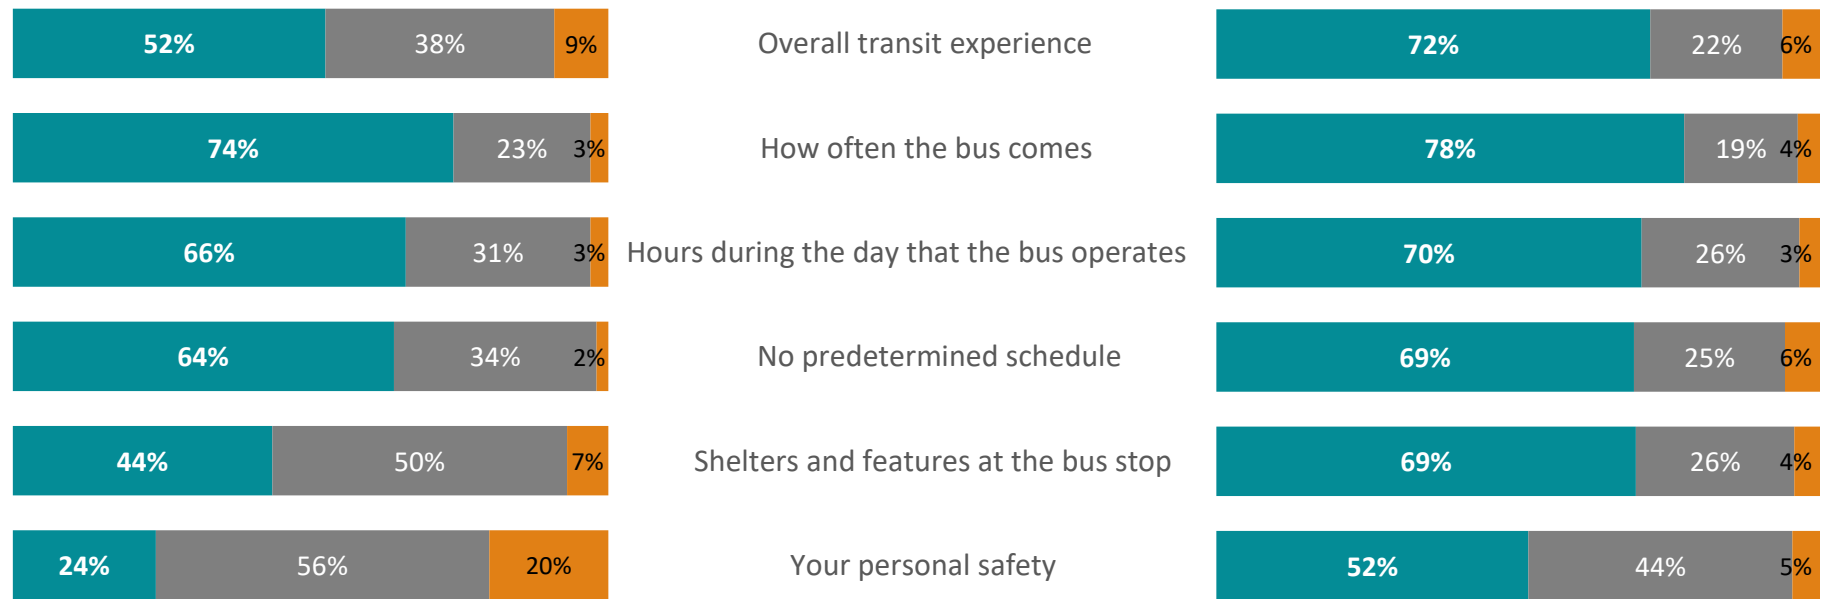 52% 38% 9% Overall transit experience 72% 22% 6%
74% 23% 3% How often the bus comes 78% 19% 4%
66% 31% 3% Hours during the day that the bus operates 70% 26% 3%
64% 34% 2% No predetermined schedule 69% 25% 6%
44% 50% 7% Shelters and features at the bus stop 69% 26% 4%
24% 56% 20% Your personal safety 52% 44% 5%